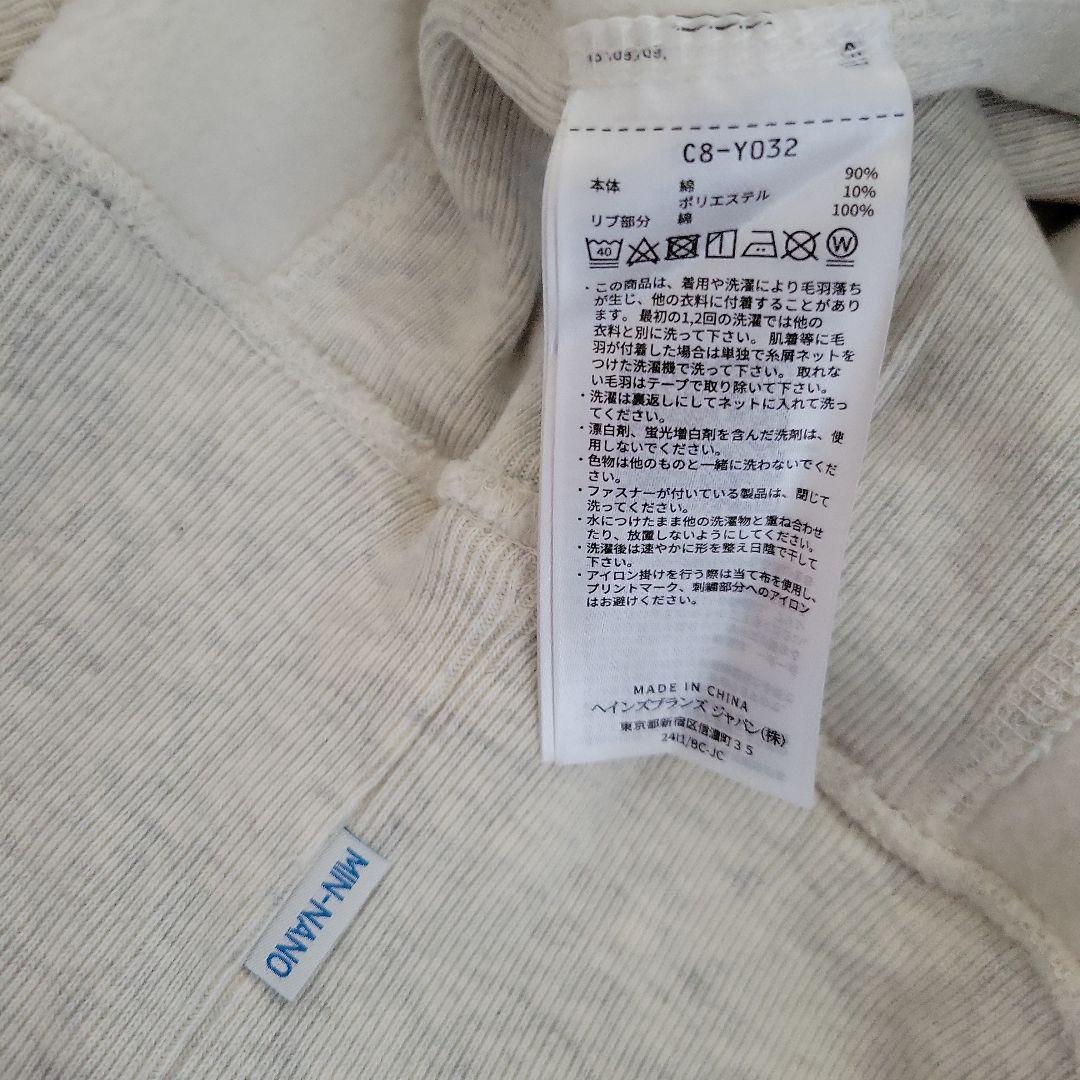 C8-Y032
本体 綿 90%
ポリエステル 10%
リブ部分 綿 100%
40
W
・この商品は、着用や洗濯により毛羽落ち
が生じ、他の衣料に付着することがあり
ます。最初の1,2回の洗濯では他の
衣料と別に洗って下さい。肌着等に毛
羽が付着した場合は単独で糸屑ネットを
つけた洗濯機で洗って下さい。取れな
い毛羽はテープで取り除いて下さい。
・洗濯は裏返しにしてネットに入れて洗っ
てください。
・漂白剤、蛍光増白剤を含んだ洗剤は、使
用しないでください。
・色物は他のものと一緒に洗わないでくだ
さい。
・ファスナーが付いている製品は、閉じて
洗ってください。
・水につけたまま他の洗濯物と重ね合わせ
たり、放置しないようにしてください。
・洗濯後は速やかに形を整え日陰で干して
下さい。
・アイロン掛けを行う際は当て布を使用し、
プリントマーク、刺繍部分へのアイロン
はお避けください。
MADE IN CHINA
ヘインズブランズ ジャパン(株)
東京都新宿区信濃町35
24I1/8C-JC
MIN-NANO